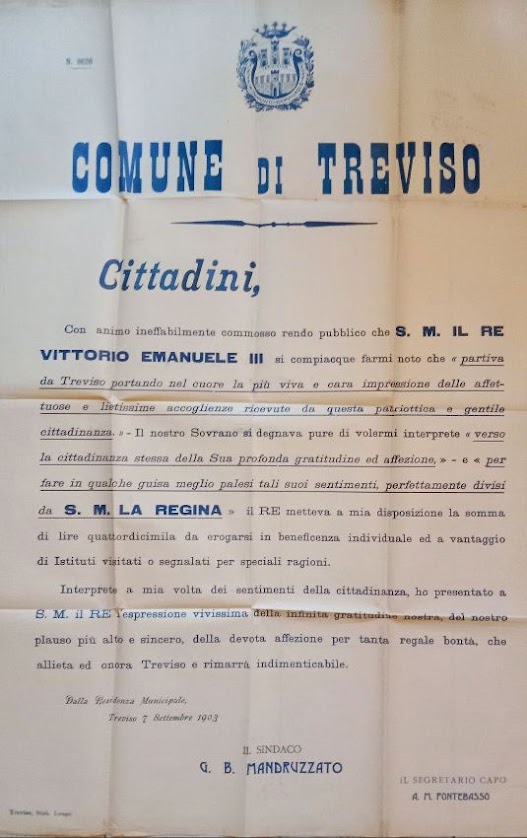 S. 8626
COMUNE DI TREVISO
Cittadini,
Con animo ineffabilmente commosso rendo pubblico che S. M. IL RE
VITTORIO EMANUELE III si compiacque farmi noto che « partiva
da Treviso portando nel cuore la più viva e cara impressione delle affet-
tuose e lietissime accoglienze ricevute da questa patriottica e gentile
cittadinanza. » - Il nostro Sovrano si degnava pure di volermi interprete « verso
la cittadinanza stessa della Sua profonda gratitudine ed affezione, » - e « per
fare in qualche guisa meglio palesi tali suoi sentimenti, perfettamente divisi
da S. M. LA REGINA » il RE metteva a mia disposizione la somma
di lire quattordicimila da erogarsi in beneficenza individuale ed a vantaggio
di Istituti visitati o segnalati per speciali ragioni.
Interprete a mia volta dei sentimenti della cittadinanza, ho presentato a
S. M. il RE l'espressione vivissima della infinita gratitudine nostra, del nostro
plauso più alto e sincero, della devota affezione per tanta regale bontà, che
allieta ed onora Treviso e rimarrà indimenticabile.
Dalla Residenza Municipale,
Treviso 7 Settembre 1903
IL SINDACO
G. B. MANDRUZZATO
IL SEGRETARIO CAPO
A. M. FONTEBASSO
Treviso, Stab. Longo